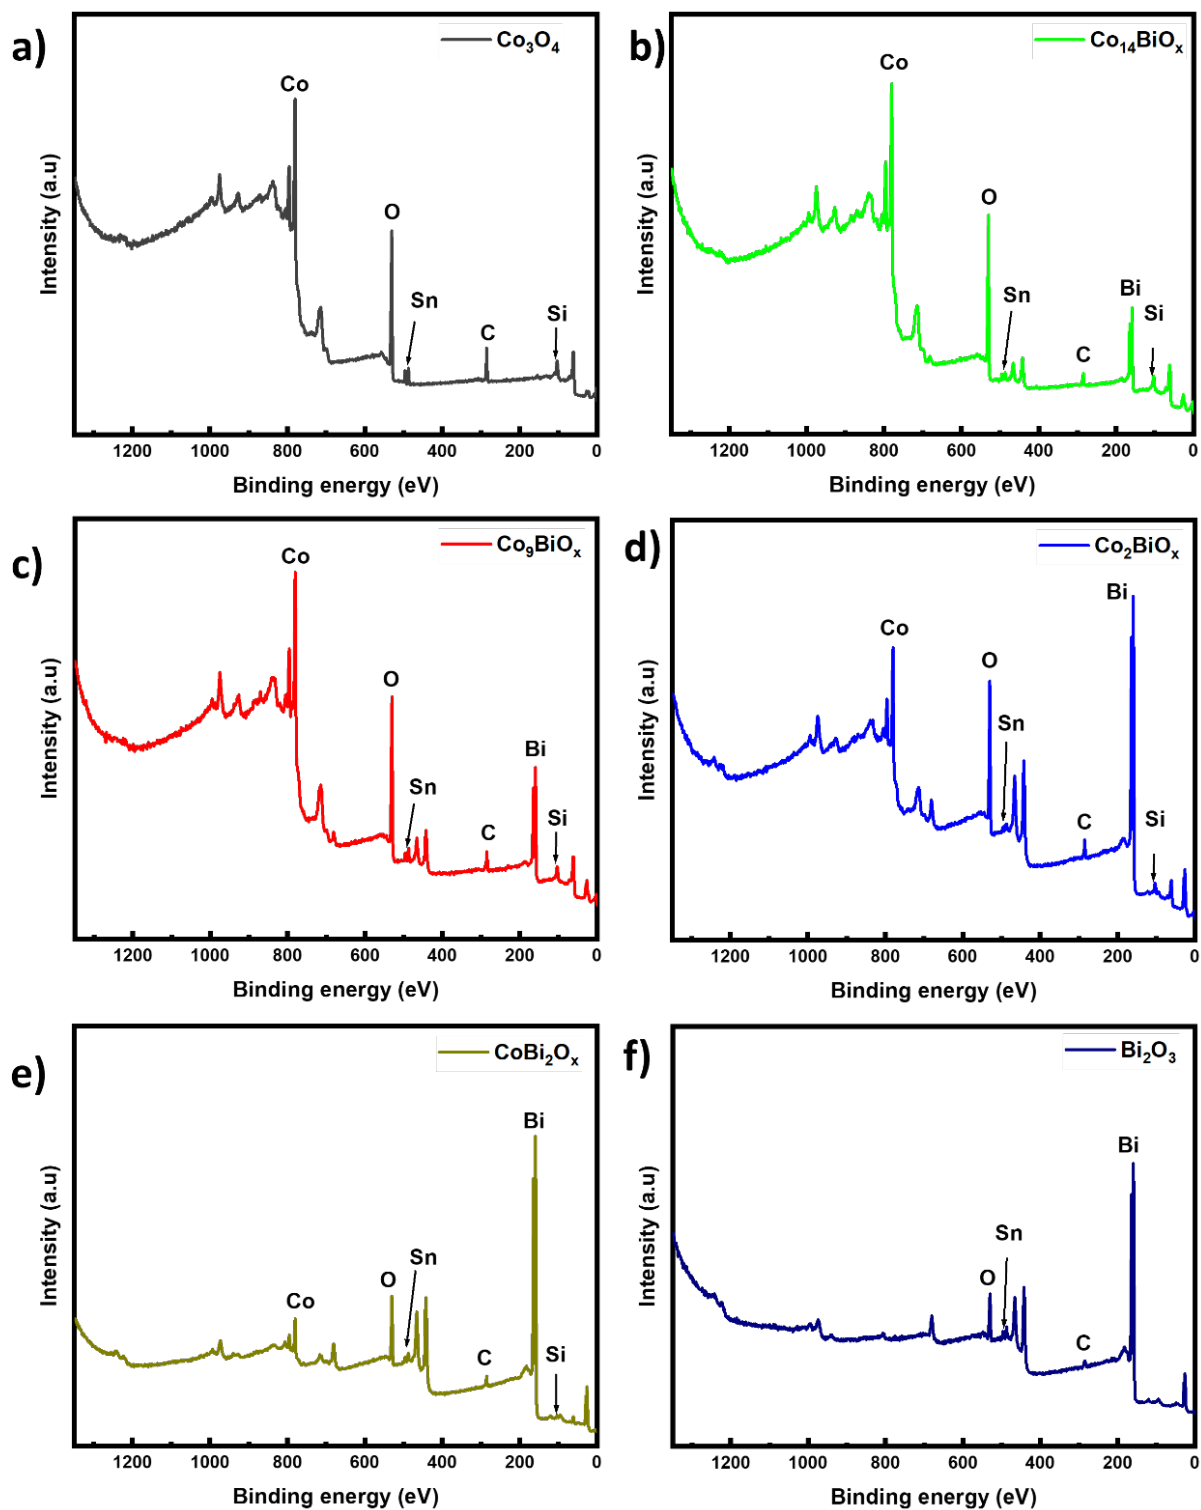 a)
Co₃O₄
Co
O
Sn
C
Si
Intensity (a.u)
1200 1000 800 600 400 200 0
Binding energy (eV)
b)
Co₁₄BiOₓ
Co
O
Sn
Bi
Si
C
Intensity (a.u)
1200 1000 800 600 400 200 0
Binding energy (eV)
c)
Co₉BiOₓ
Co
O
Bi
Sn
Si
C
Intensity (a.u)
1200 1000 800 600 400 200 0
Binding energy (eV)
d)
Co₂BiOₓ
Bi
Co
O
Sn
C
Si
Intensity (a.u)
1200 1000 800 600 400 200 0
Binding energy (eV)
e)
CoBi₂Oₓ
Bi
Sn
O
Co
C
Si
Intensity (a.u)
1200 1000 800 600 400 200 0
Binding energy (eV)
f)
Bi₂O₃
Bi
Sn
O
C
Intensity (a.u)
1200 1000 800 600 400 200 0
Binding energy (eV)